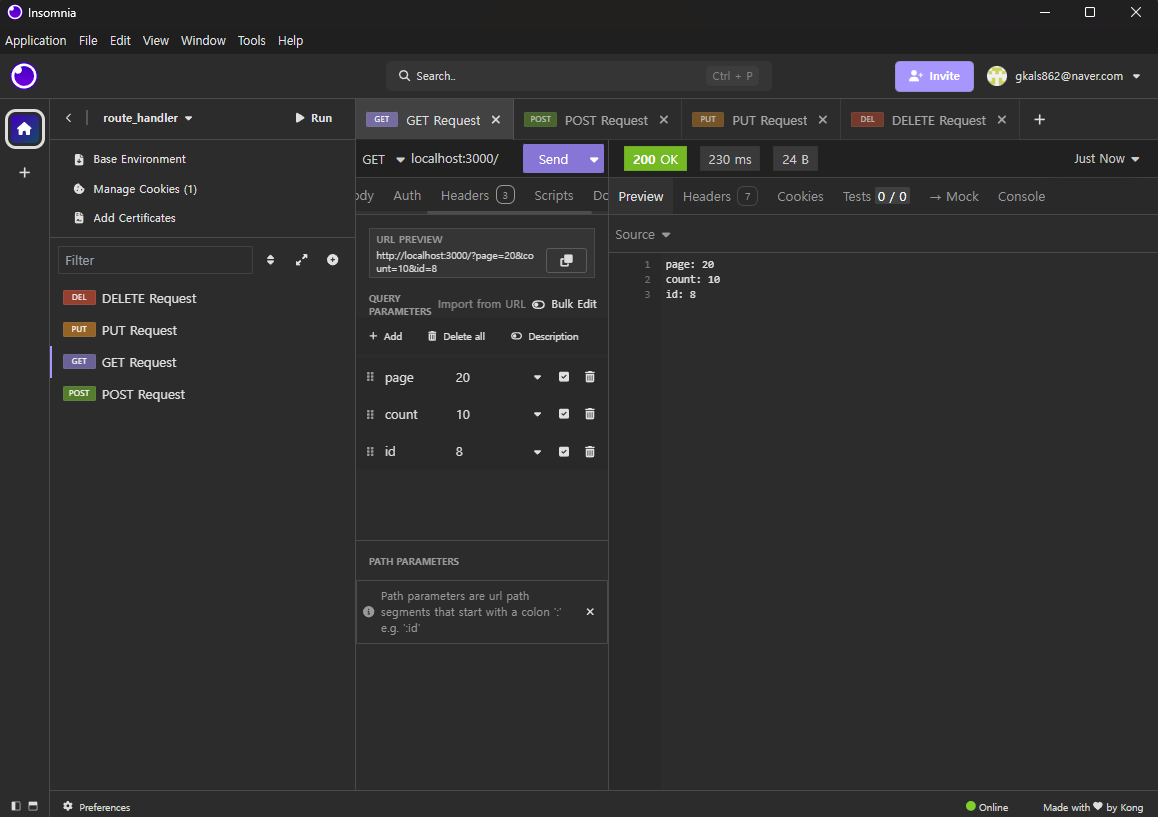 Insomnia
Application File Edit View Window Tools Help
Search.. Ctrl + P
Invite
gkals862@naver.com
route_handler
Run
GET GET Request
POST POST Request
PUT PUT Request
DEL DELETE Request
Base Environment
Manage Cookies (1)
Add Certificates
Filter
DEL DELETE Request
PUT PUT Request
GET GET Request
POST POST Request
GET localhost:3000/ Send
ody Auth Headers 3 Scripts Do
URL PREVIEW
http://localhost:3000/?page=20&co
unt=10&id=8
QUERY
PARAMETERS
Import from URL Bulk Edit
Add Delete all Description
page 20
count 10
id 8
PATH PARAMETERS
Path parameters are url path
segments that start with a colon ':'
e.g. ':id'
200 OK 230 ms 24 B Just Now
Preview Headers 7 Cookies Tests 0 / 0 → Mock Console
Source
1 page: 20
2 count: 10
3 id: 8
Preferences
Online
Made with ❤ by Kong